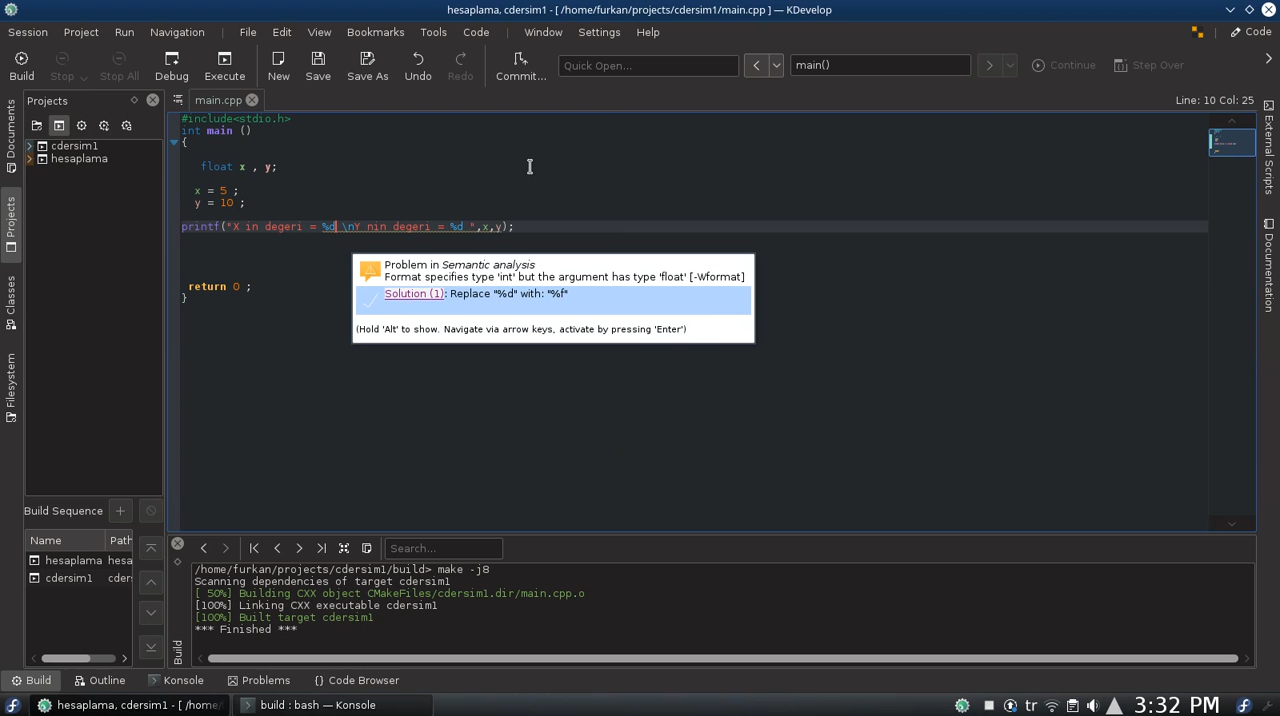 hesaplama, cdersim1 - [ /home/furkan/projects/cdersim1/main.cpp ] — KDevelop
Session Project Run Navigation File Edit View Bookmarks Tools Code Window Settings Help Code
Build Stop Stop All Debug Execute New Save Save As Undo Redo Commit... Quick Open... main() Continue Step Over
Projects main.cpp Line: 10 Col: 25
Documents
Projects
Classes
Filesystem
cdersim1
hesaplama
#include<stdio.h>
int main ()
{
float x , y;
x = 5 ;
y = 10 ;
printf("X in degeri = %d \nY nin degeri = %d ",x,y);
return 0 ;
}
Problem in Semantic analysis
Format specifies type 'int' but the argument has type 'float' [-Wformat]
Solution (1): Replace "%d" with: "%f"
(Hold 'Alt' to show. Navigate via arrow keys, activate by pressing 'Enter')
External Scripts
Documentation
Build Sequence
Name Path
hesaplama hesa
cdersim1 cders
Search...
/home/furkan/projects/cdersim1/build> make -j8
Scanning dependencies of target cdersim1
[ 50%] Building CXX object CMakeFiles/cdersim1.dir/main.cpp.o
[100%] Linking CXX executable cdersim1
[100%] Built target cdersim1
*** Finished ***
Build
Build Outline Konsole Problems Code Browser
hesaplama, cdersim1 - [ /home/f build : bash — Konsole tr 3:32 PM